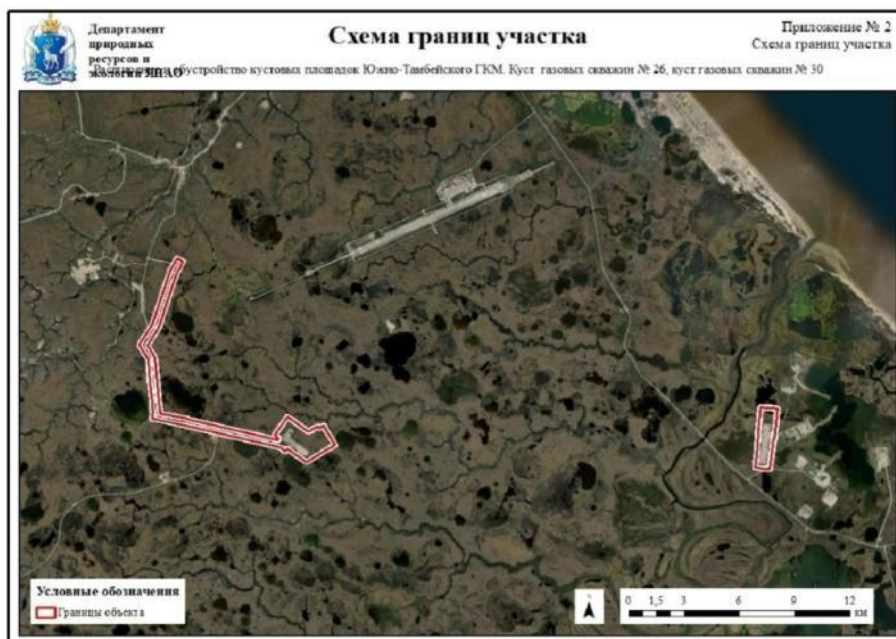 Департамент
природных
ресурсов и
экологии ЯНАО
Схема границ участка
Приложение № 2
Схема границ участка
обустройство кустовых площадок Южно-Тамбейского ГКМ. Куст газовых скважин № 26, куст газовых скважин № 30
Условные обозначения
Границы объекта
0 1,5 3 6 9 12
км